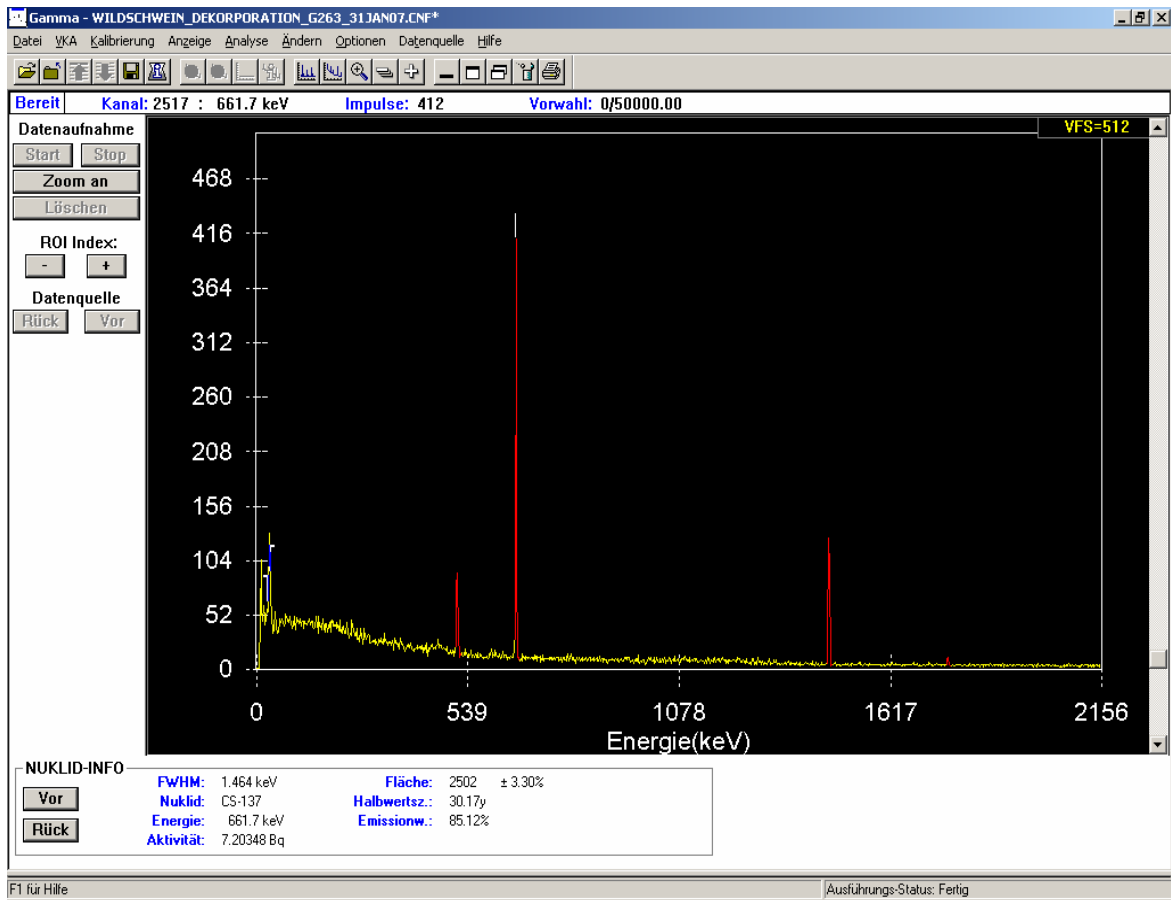 Gamma - WILDSCHWEIN_DEKORPORATION_G263_31JAN07.CNF*
Datei VKA Kalibrierung Anzeige Analyse Ändern Optionen Datenquelle Hilfe
Bereit Kanal: 2517 : 661.7 keV Impulse: 412 Vorwahl: 0/50000.00
Datenaufnahme
Start Stop
Zoom an
Löschen
ROI Index:
- +
Datenquelle
Rück Vor
VFS=512
468
416
364
312
260
208
156
104
52
0
0 539 1078 1617 2156
Energie(keV)
NUKLID-INFO
Vor
Rück
FWHM: 1.464 keV Fläche: 2502 ± 3.30%
Nuklid: CS-137 Halbwertsz.: 30.17y
Energie: 661.7 keV Emissionw.: 85.12%
Aktivität: 7.20348 Bq
F1 für Hilfe Ausführungs-Status: Fertig